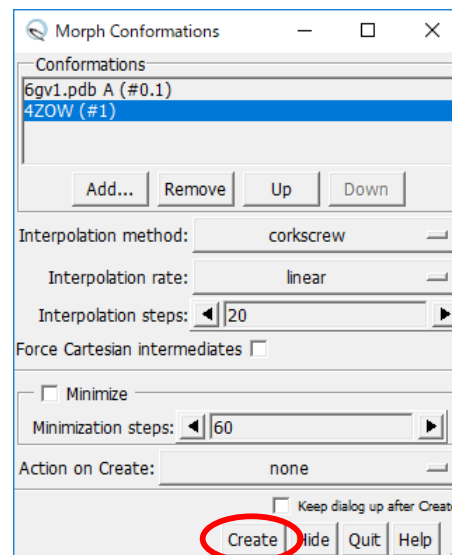 Morph Conformations
Conformations
6gv1.pdb A (#0.1)
4ZOW (#1)
Add... Remove Up Down
Interpolation method: corkscrew
Interpolation rate: linear
Interpolation steps: 20
Force Cartesian intermediates
Minimize
Minimization steps: 60
Action on Create: none
Keep dialog up after Create
Create Hide Quit Help